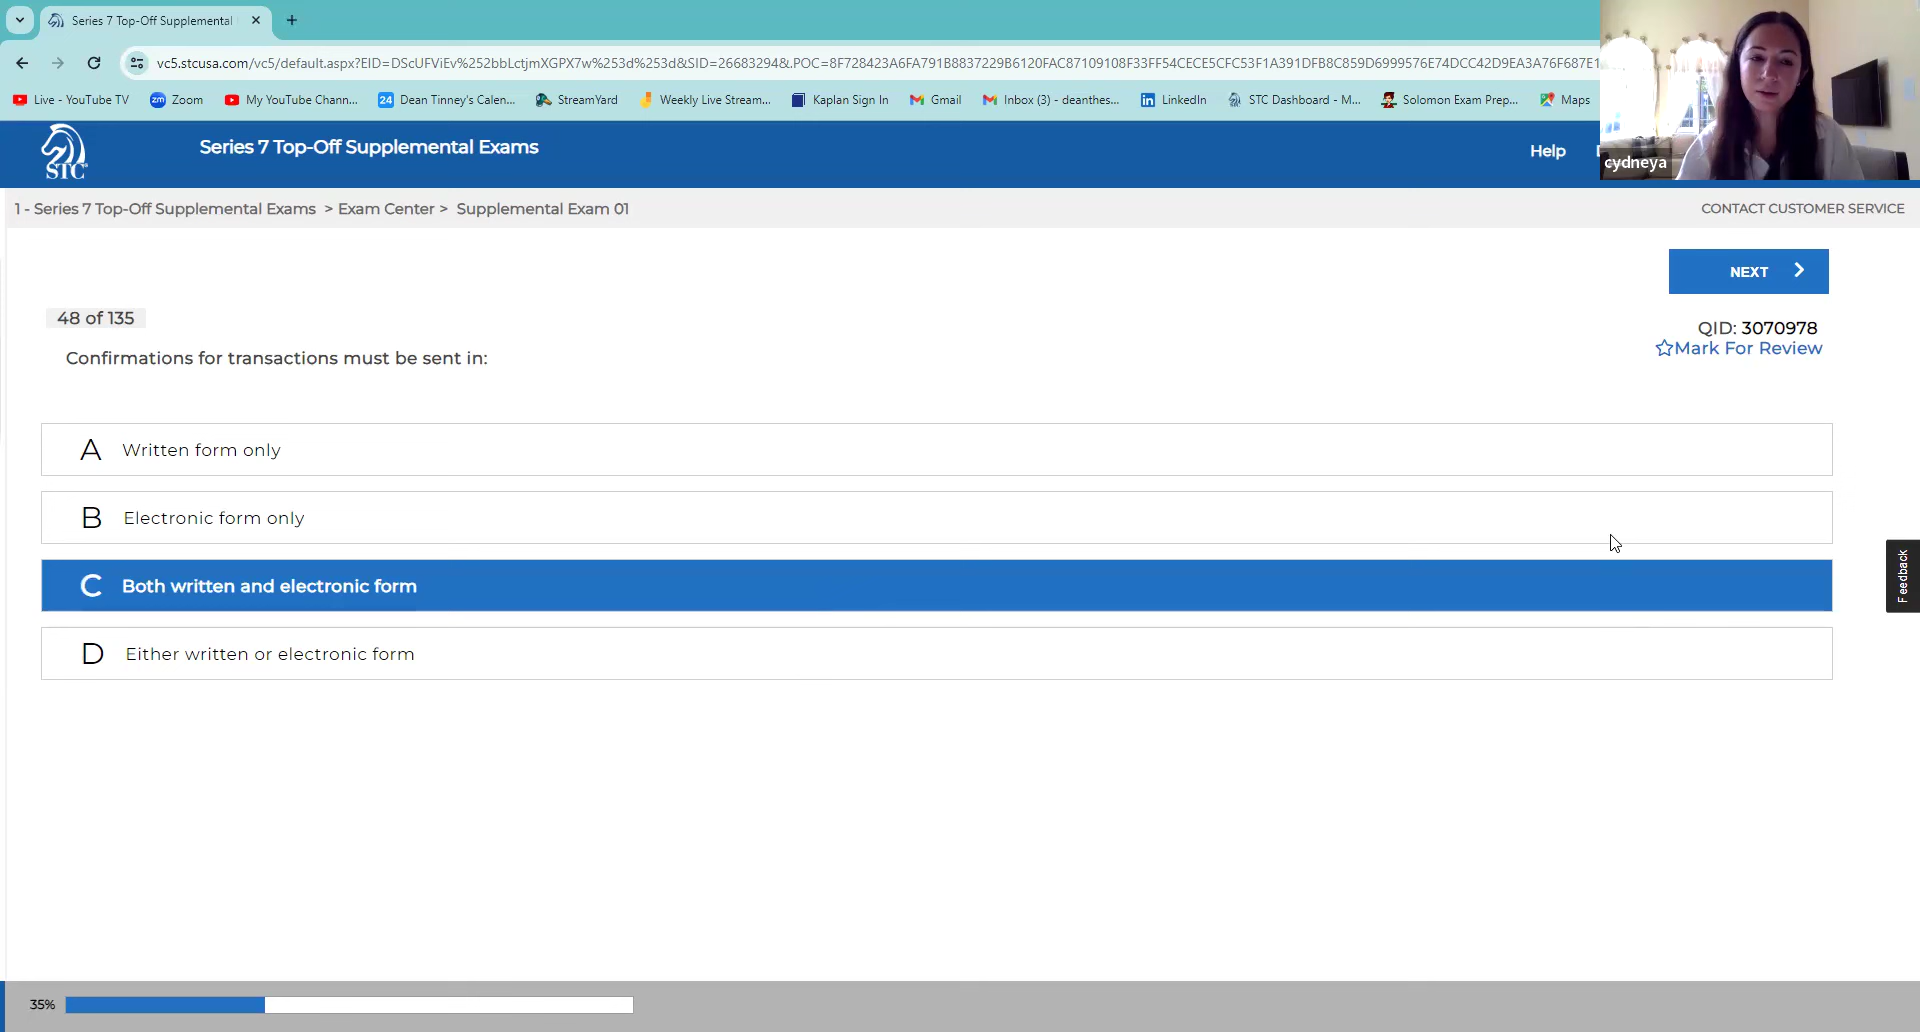 Series 7 Top-Off Supplemental
vc5.stcusa.com/vc5/default.aspx?EID=DScUFViEv%252bbLctjmXGPX7w%253d%253d&SID=26683294&.POC=8F728423A6FA791B8837229B6120FAC87109108F33FF54CECE5CFC53F1A391DFB8C859D6999576E74DCC42D9EA3A76F687E1
Live - YouTube TV
zm Zoom
My YouTube Chann...
24 Dean Tinney's Calen...
StreamYard
Weekly Live Stream...
Kaplan Sign In
Gmail
Inbox (3) - deanthes...
LinkedIn
STC Dashboard - M...
Solomon Exam Prep...
Maps
cydneya
STC
Series 7 Top-Off Supplemental Exams
Help
1 - Series 7 Top-Off Supplemental Exams > Exam Center > Supplemental Exam 01
CONTACT CUSTOMER SERVICE
NEXT
48 of 135
QID: 3070978
Mark For Review
Confirmations for transactions must be sent in:
A Written form only
B Electronic form only
C Both written and electronic form
D Either written or electronic form
Feedback
35%